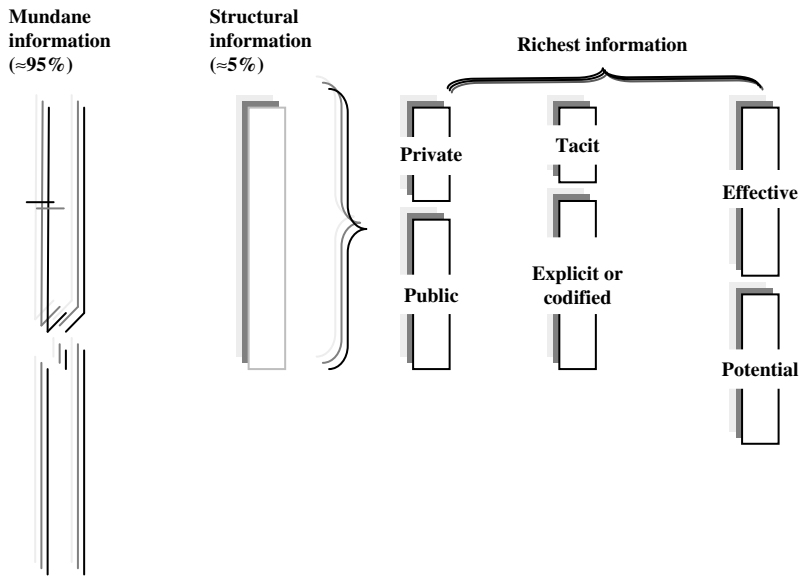 Mundane
information
(≈95%)
Structural
information
(≈5%)
Richest information
Private
Tacit
Effective
Public
Explicit or
codified
Potential